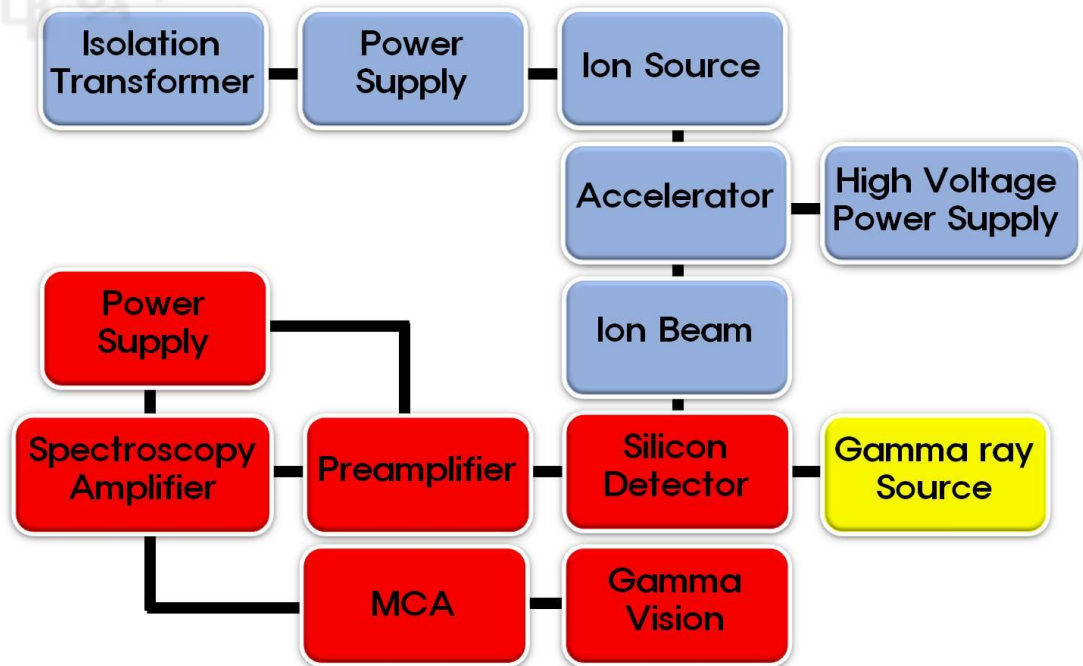 Isolation
Transformer
Power
Supply
Ion Source
Accelerator
High Voltage
Power Supply
Power
Supply
Ion Beam
Spectroscopy
Amplifier
Preamplifier
Silicon
Detector
Gamma ray
Source
MCA
Gamma
Vision